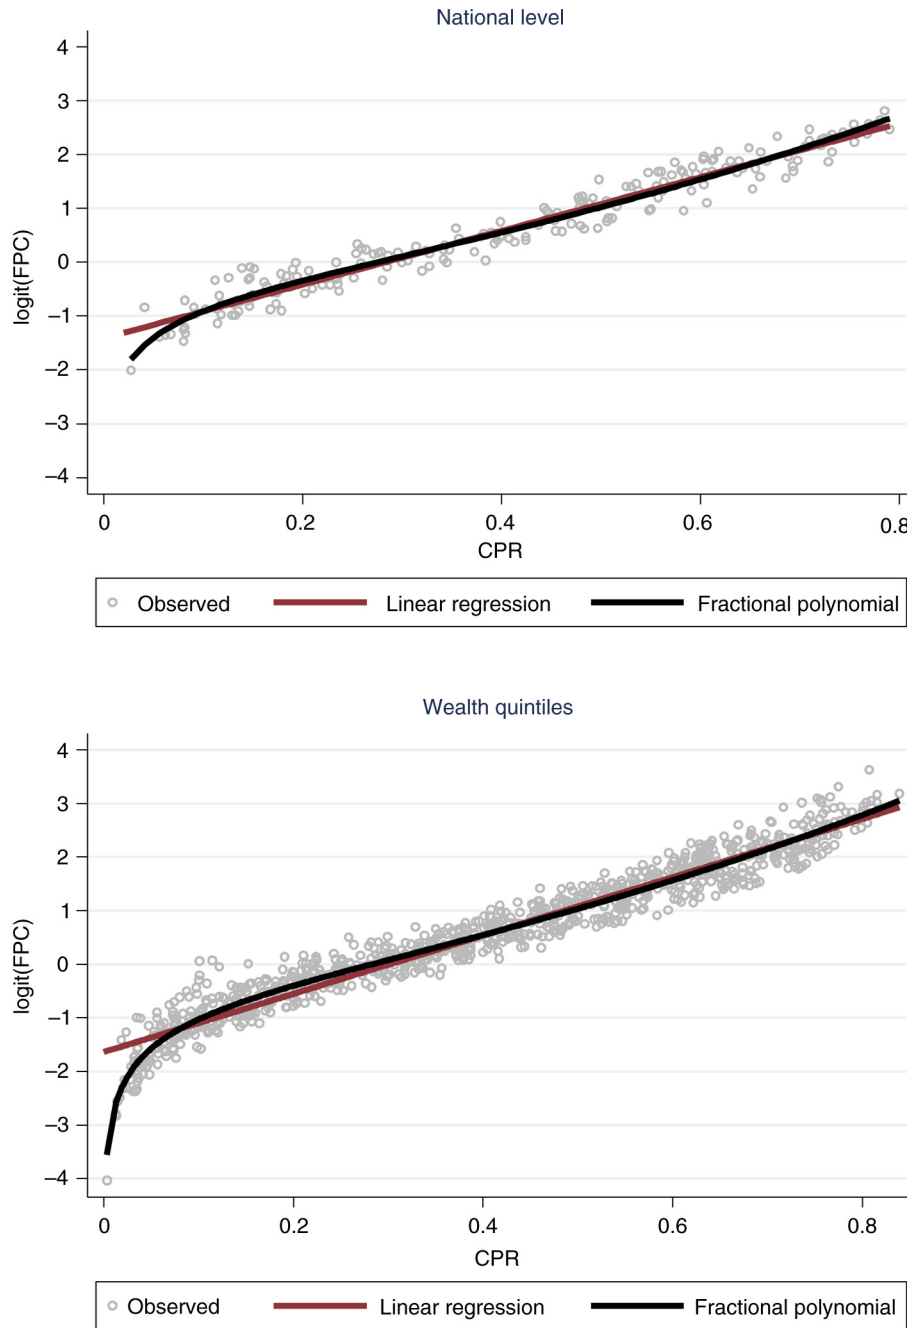 National level
4
3
2
1
0
−1
−2
−3
−4
logit(FPC)
0 0.2 0.4 0.6 0.8
CPR
Observed Linear regression Fractional polynomial
Wealth quintiles
4
3
2
1
0
−1
−2
−3
−4
logit(FPC)
0 0.2 0.4 0.6 0.8
CPR
Observed Linear regression Fractional polynomial